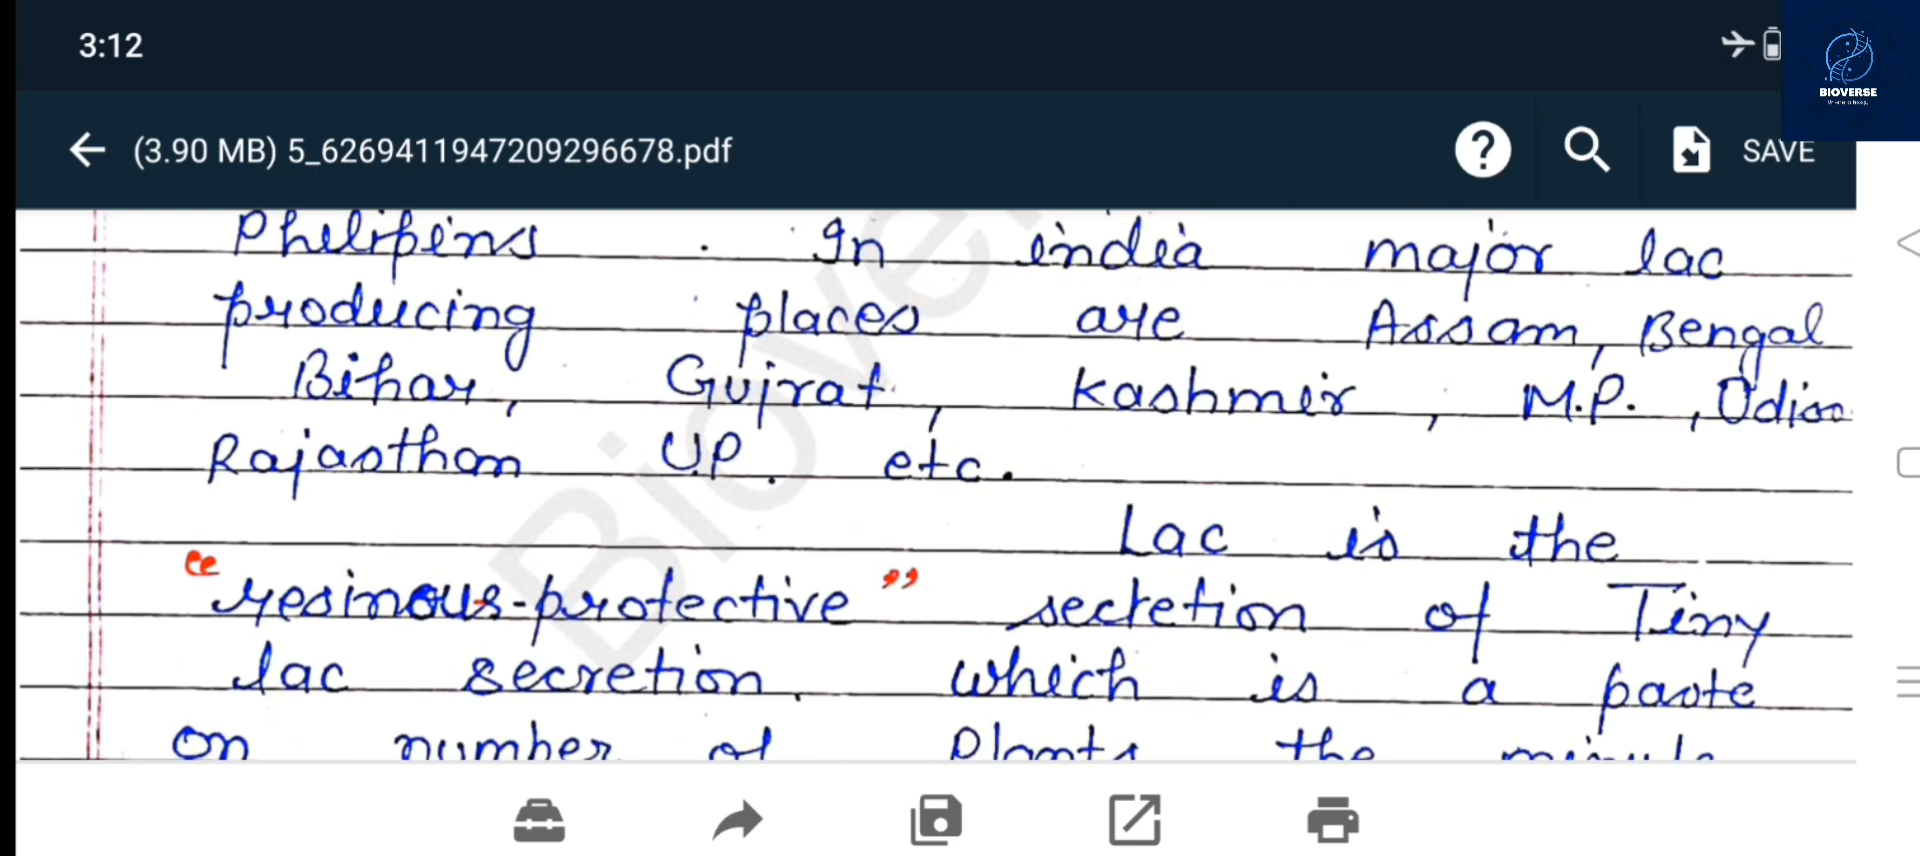 3:12
BIOVERSE
(3.90 MB) 5_6269411947209296678.pdf
SAVE
Philipins . In india major lac
producing places are Assam, Bengal
Bihar, Gujrat, Kashmir, M.P., Odisa
Rajasthan U.P. etc.
Lac is the
"resinous-protective" secretion of Tiny
lac secretion. which is a paste
on number of Plants the minute
Biover